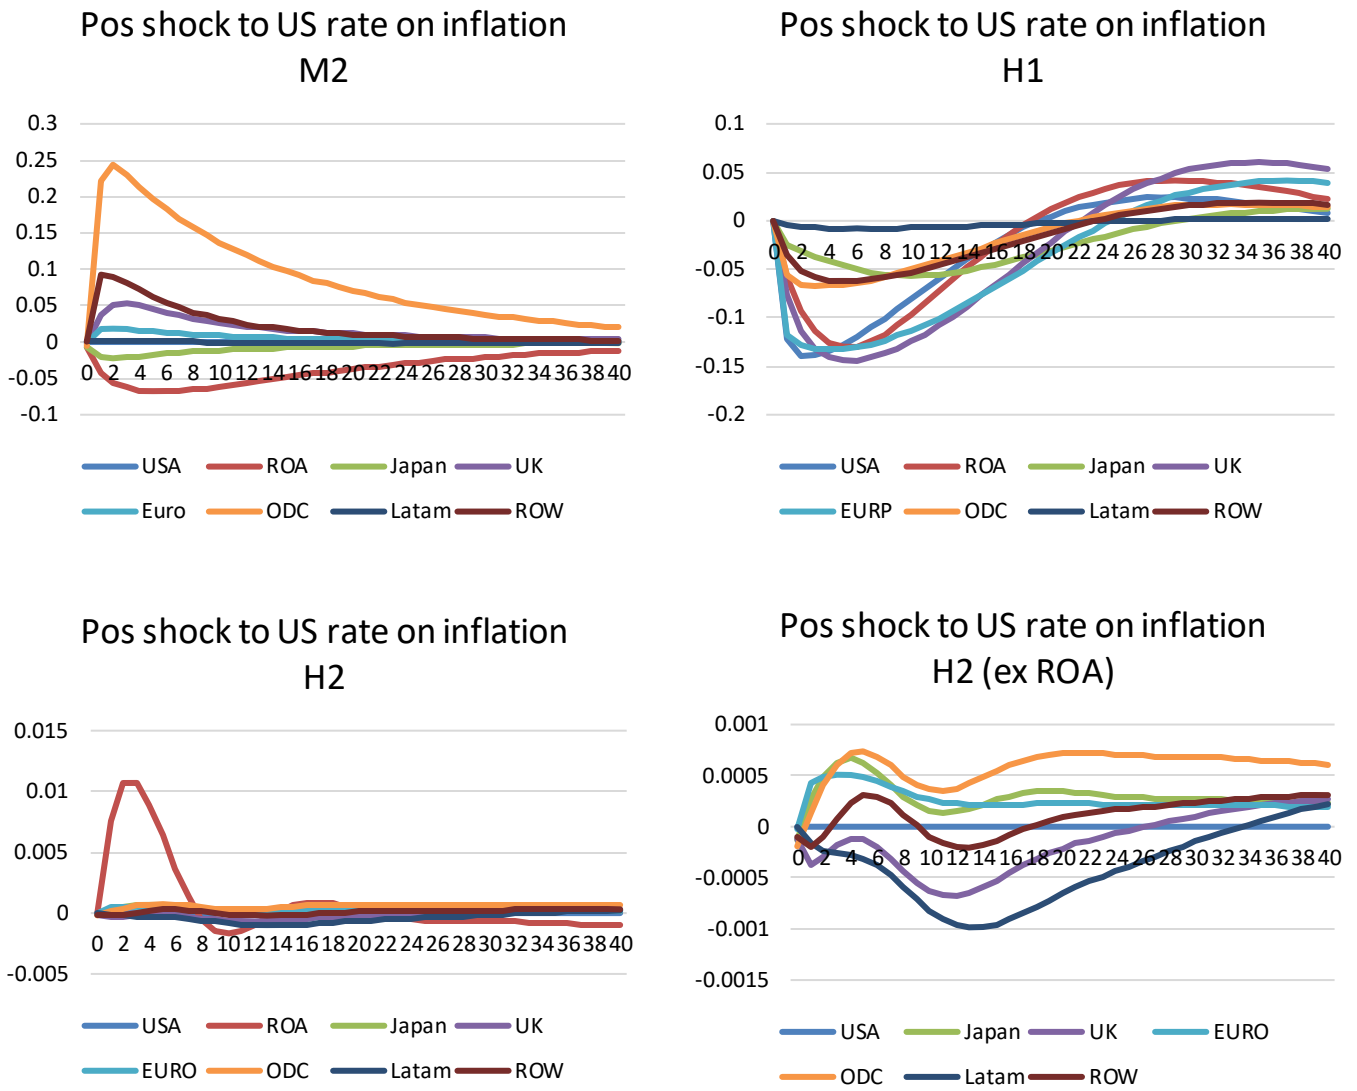 Pos shock to US rate on inflation
M2
0.3
0.25
0.2
0.15
0.1
0.05
0
-0.05
-0.1
0 2 4 6 8 10 12 14 16 18 20 22 24 26 28 30 32 34 36 38 40
USA ROA Japan UK
Euro ODC Latam ROW
Pos shock to US rate on inflation
H1
0.1
0.05
0
-0.05
-0.1
-0.15
-0.2
0 2 4 6 8 10 12 14 16 18 20 22 24 26 28 30 32 34 36 38 40
USA ROA Japan UK
EURP ODC Latam ROW
Pos shock to US rate on inflation
H2
0.015
0.01
0.005
0
-0.005
0 2 4 6 8 10 12 14 16 18 20 22 24 26 28 30 32 34 36 38 40
USA ROA Japan UK
EURO ODC Latam ROW
Pos shock to US rate on inflation
H2 (ex ROA)
0.001
0.0005
0
-0.0005
-0.001
-0.0015
0 2 4 6 8 10 12 14 16 18 20 22 24 26 28 30 32 34 36 38 40
USA Japan UK EURO
ODC Latam ROW